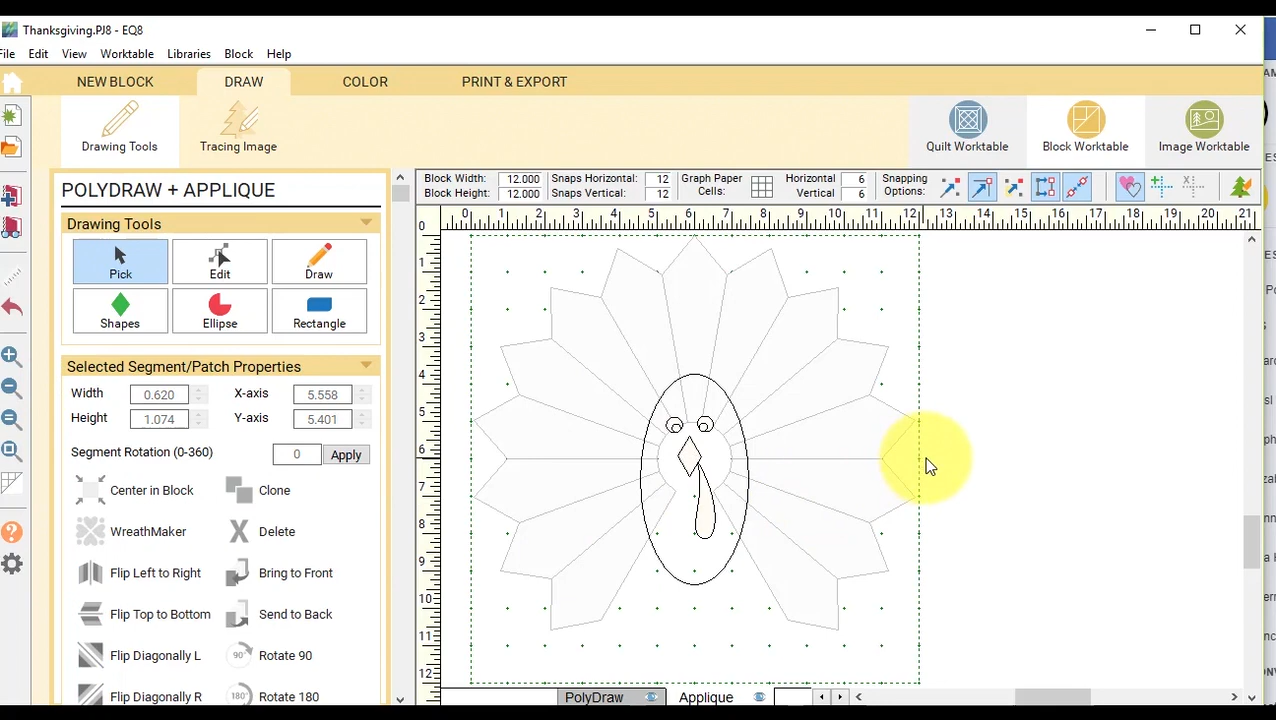 Thanksgiving.PJ8 - EQ8
File Edit View Worktable Libraries Block Help
NEW BLOCK DRAW COLOR PRINT & EXPORT
Drawing Tools Tracing Image Quilt Worktable Block Worktable Image Worktable
POLYDRAW + APPLIQUE
Block Width: 12.000 Snaps Horizontal: 12 Graph Paper Horizontal 6 Snapping
Block Height: 12.000 Snaps Vertical: 12 Cells: Vertical 6 Options:
0 1 2 3 4 5 6 7 8 9 10 11 12 13 14 15 16 17 18 19 20 21
0
1
2
3
4
5
6
7
8
9
10
11
12
Drawing Tools
Pick Edit Draw
Shapes Ellipse Rectangle
Selected Segment/Patch Properties
Width 0.620 X-axis 5.558
Height 1.074 Y-axis 5.401
Segment Rotation (0-360) 0 Apply
Center in Block Clone
WreathMaker Delete
Flip Left to Right Bring to Front
Flip Top to Bottom Send to Back
Flip Diagonally L 90° Rotate 90
Flip Diagonally R 180° Rotate 180
PolyDraw Applique